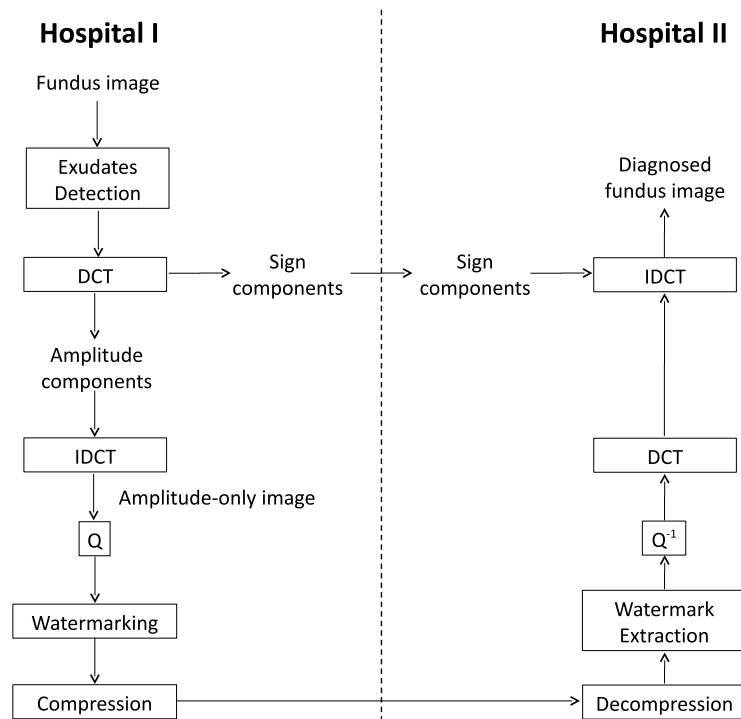 Hospital I
Fundus image
Exudates
Detection
DCT
Sign
components
Amplitude
components
IDCT
Amplitude-only image
Q
Watermarking
Compression
Hospital II
Diagnosed
fundus image
Sign
components
IDCT
DCT
Q⁻¹
Watermark
Extraction
Decompression